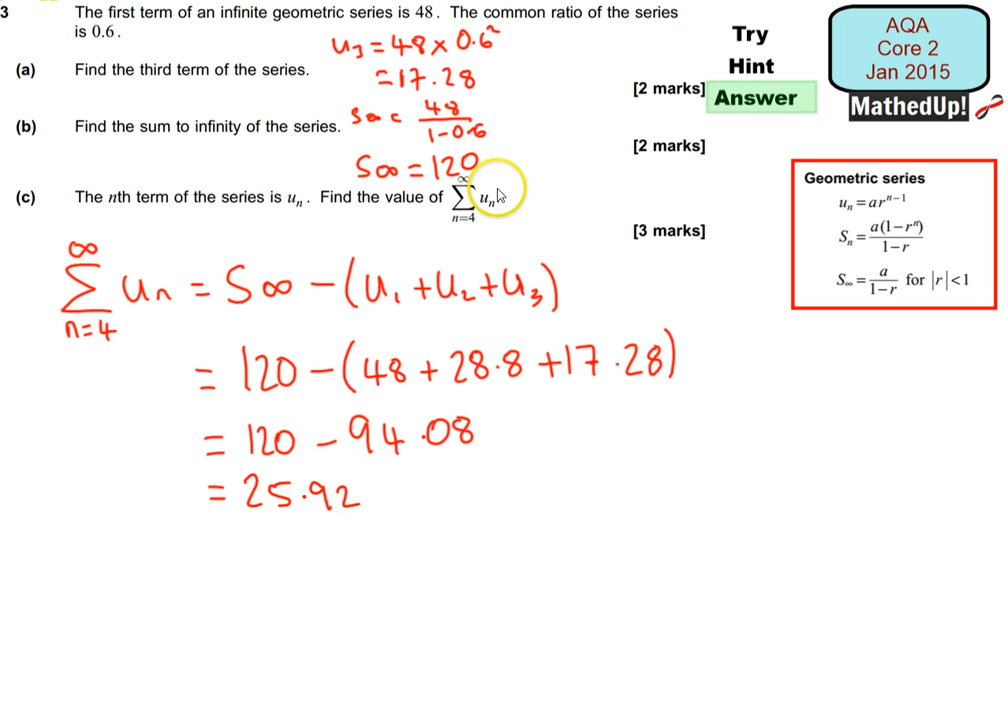 3 The first term of an infinite geometric series is 48. The common ratio of the series
is 0.6.
u₃ = 48 × 0.6²
(a) Find the third term of the series.
= 17.28
[2 marks]
(b) Find the sum to infinity of the series.
S∞ = 48 / (1 − 0.6)
[2 marks]
S∞ = 120
(c) The nth term of the series is uₙ. Find the value of ∑_{n=4}^{∞} uₙ
[3 marks]
∑_{n=4}^{∞} uₙ = S∞ − (u₁ + u₂ + u₃)
= 120 − (48 + 28.8 + 17.28)
= 120 − 94.08
= 25.92
Try
Hint
Answer
AQA
Core 2
Jan 2015
MathedUp!
Geometric series
uₙ = arⁿ⁻¹
Sₙ = a(1 − rⁿ) / (1 − r)
S∞ = a / (1 − r) for |r| < 1